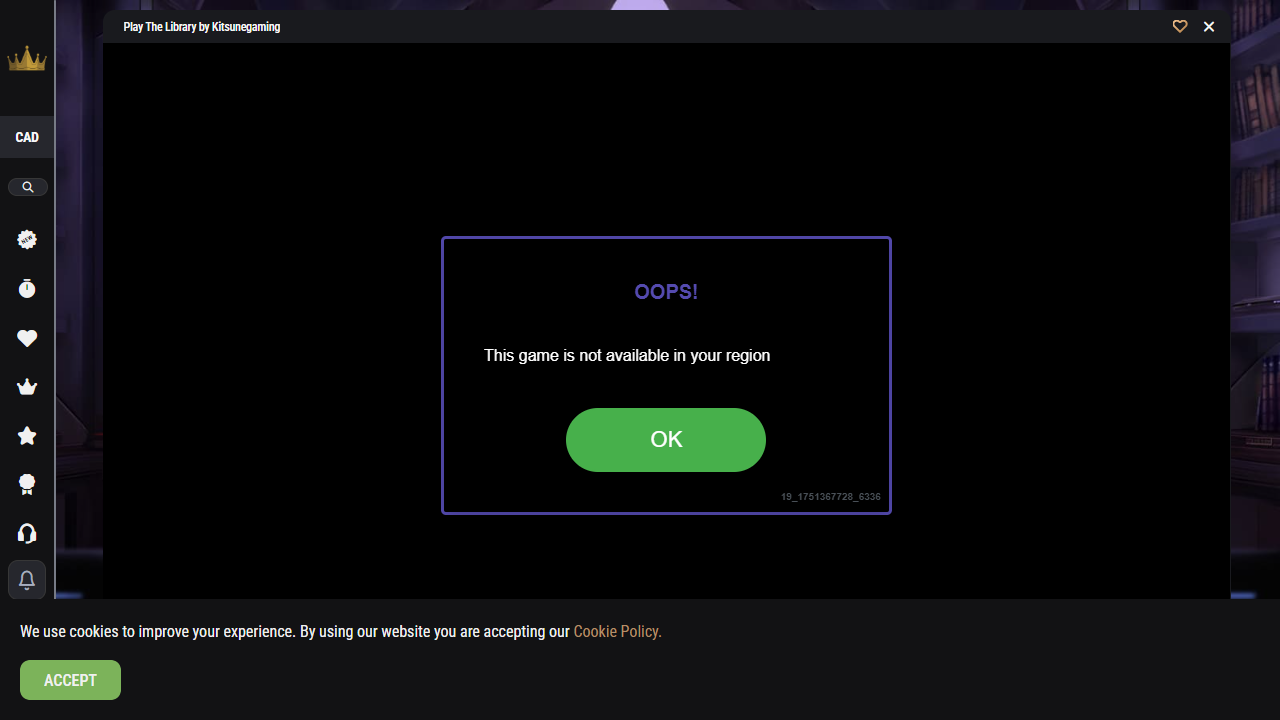 Play The Library by Kitsunegaming
CAD
NEW
OOPS!
This game is not available in your region
OK
19_1751367728_6336
We use cookies to improve your experience. By using our website you are accepting our Cookie Policy.
ACCEPT